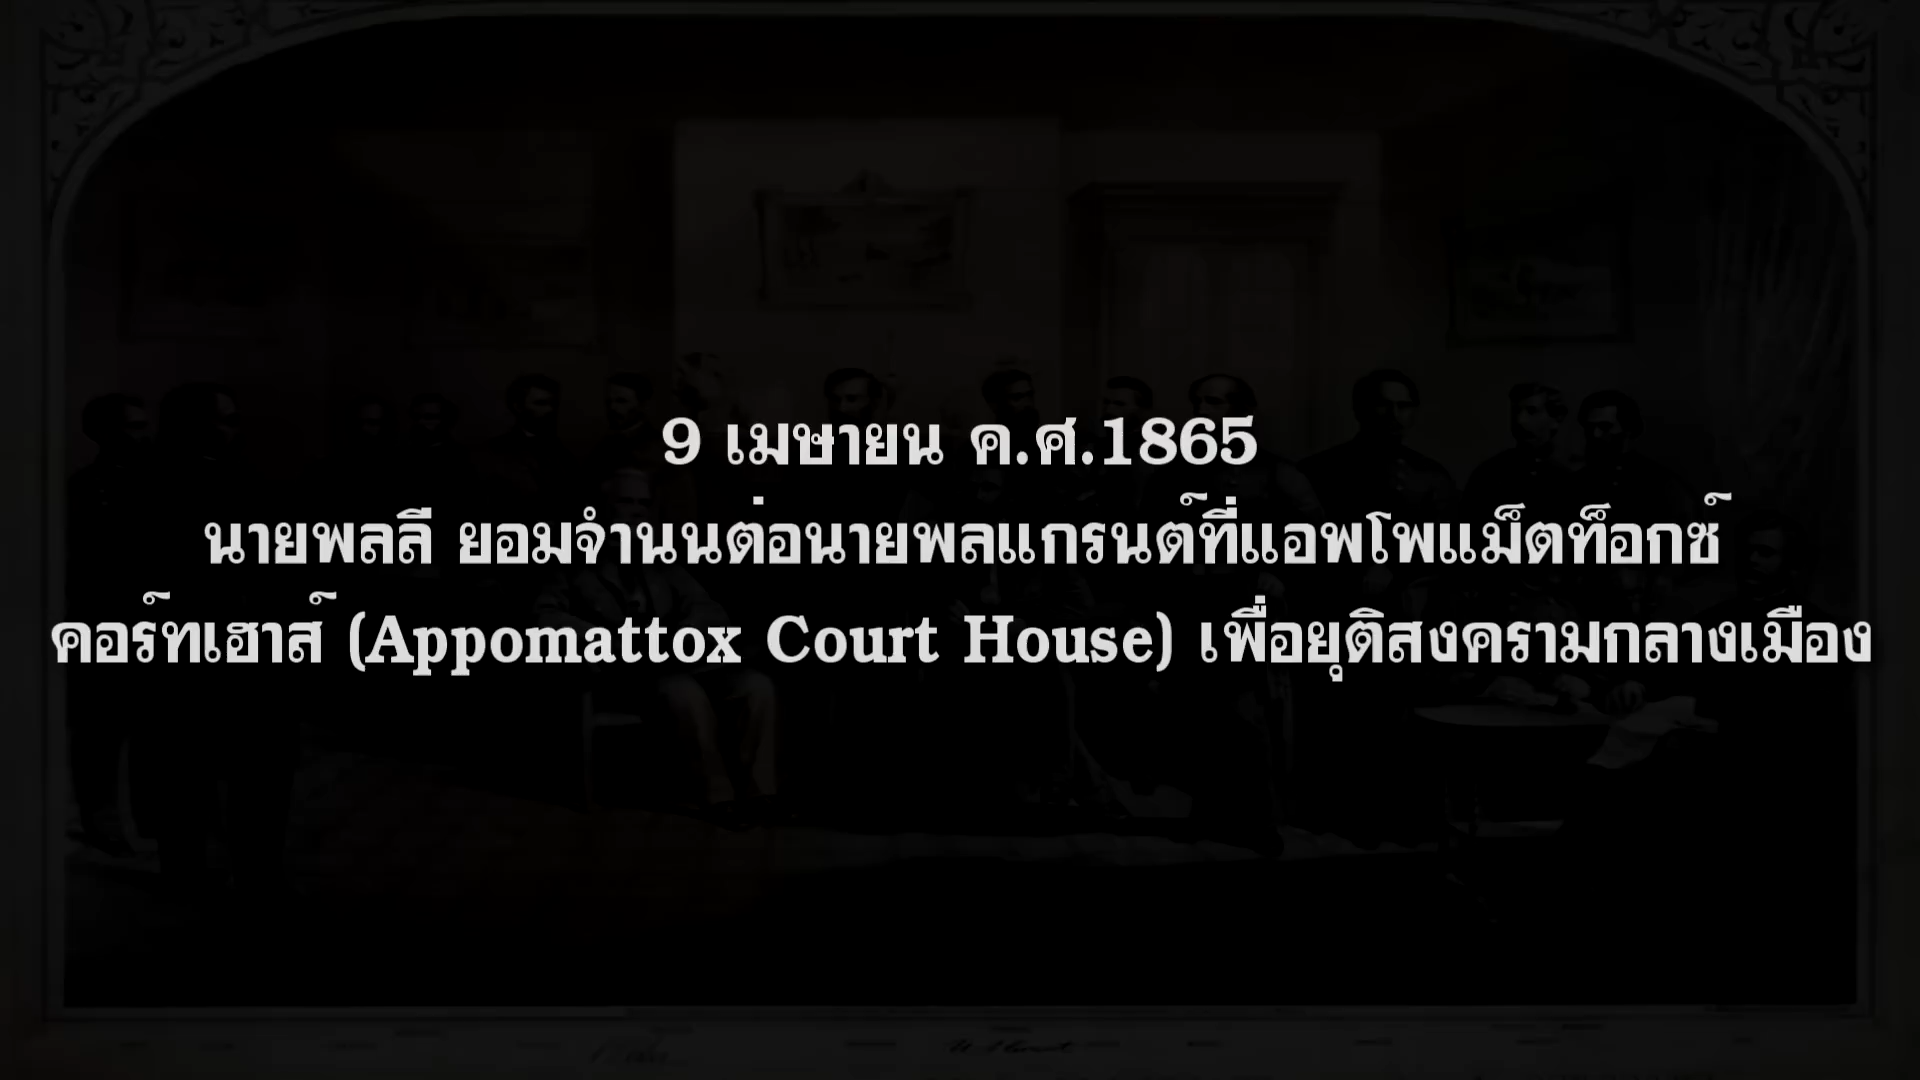 9 เมษายน ค.ศ.1865
นายพลลี ยอมจำนนต่อนายพลแกรนต์ที่แอพโพแม็ตท็อกซ์
คอร์ทเฮาส์ (Appomattox Court House) เพื่อยุติสงครามกลางเมือง